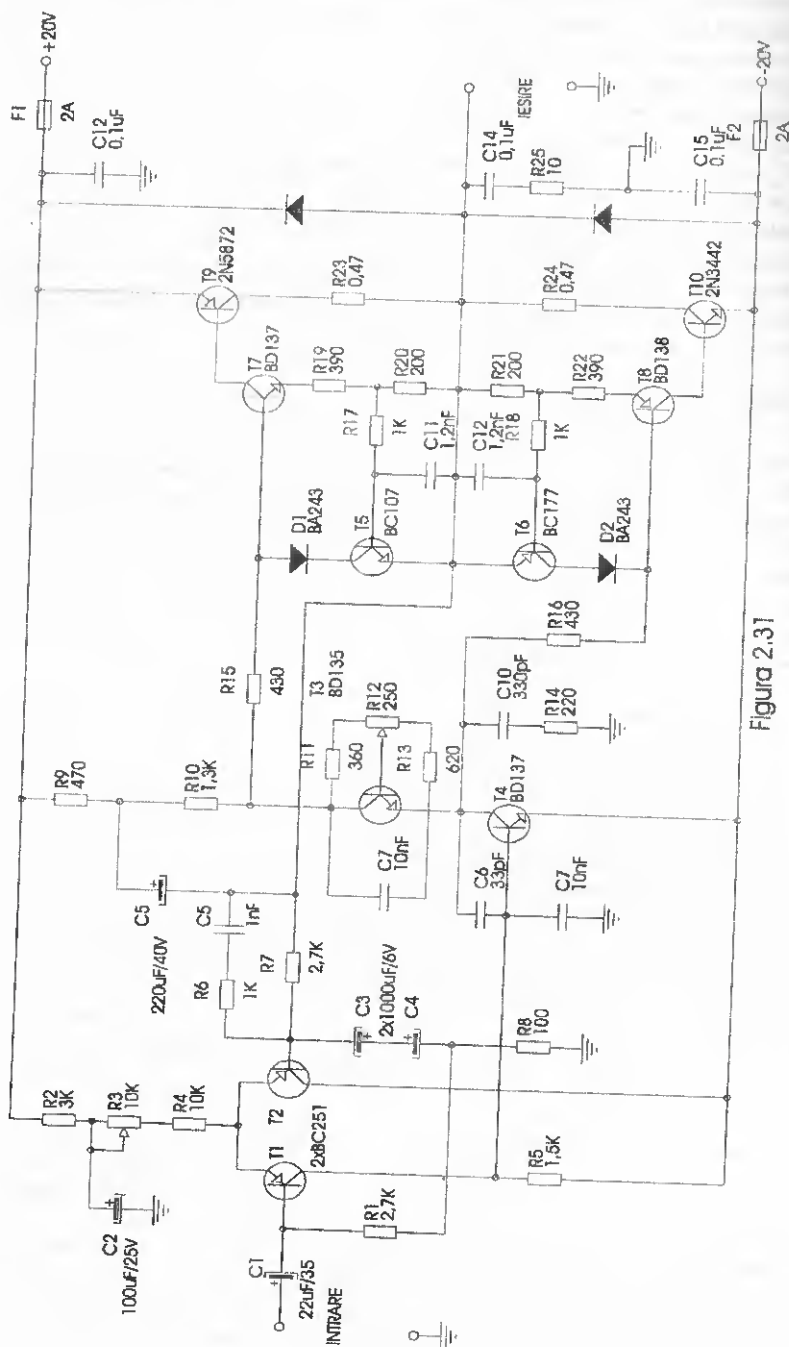 INTRARE
C1
22uF/35
R1
2,7K
C2
100uF/25V
R2
3K
R3
10K
R4
10K
T1
2xBC251
T2
R5
1,5K
R6
1K
C5
1nF
R7
2,7K
C3
2x1000uF/6V
C4
R8
100
C5
220uF/40V
R9
470
R10
1,3K
R11
360
T3
BD135
R12
250
R13
620
C7
10nF
C6
33pF
C7
10nF
T4
BD137
R15
430
C10
330pF
R14
220
R16
430
D1
BA243
T5
BC107
T6
BC177
D2
BA243
R17
1K
C11
1,2nF
C12
1,2nF
R18
1K
T7
BD137
R19
390
R20
200
R21
200
R22
390
T8
BD138
T9
2N5872
R23
0,47
R24
0,47
T10
2N3442
F1
2A
+20V
C12
0,1uF
IESIRE
C14
0,1uF
R25
10
C15
0,1uF
F2
2A
-20V
Figura 2.31